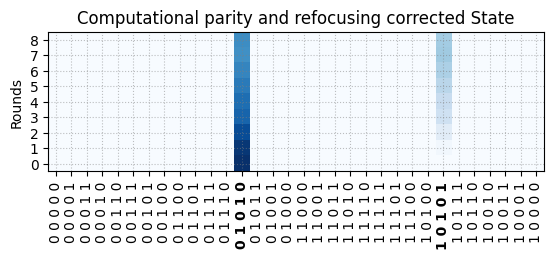 Computational parity and refocusing corrected State
Rounds
8
7
6
5
4
3
2
1
0
0 0 0 0 0
0 0 0 0 1
0 0 0 1 1
0 0 0 1 0
0 0 1 1 0
0 0 1 1 1
0 0 1 0 1
0 0 1 0 0
0 1 1 0 0
0 1 1 0 1
0 1 1 1 1
0 1 1 1 0
0 1 0 1 0
0 1 0 1 1
0 1 0 0 1
0 1 0 0 0
1 1 0 0 0
1 1 0 0 1
1 1 0 1 1
1 1 0 1 0
1 1 1 1 0
1 1 1 1 1
1 1 1 0 1
1 1 1 0 0
1 0 1 0 0
1 0 1 0 1
1 0 1 1 1
1 0 1 1 0
1 0 0 1 0
1 0 0 1 1
1 0 0 0 1
1 0 0 0 0